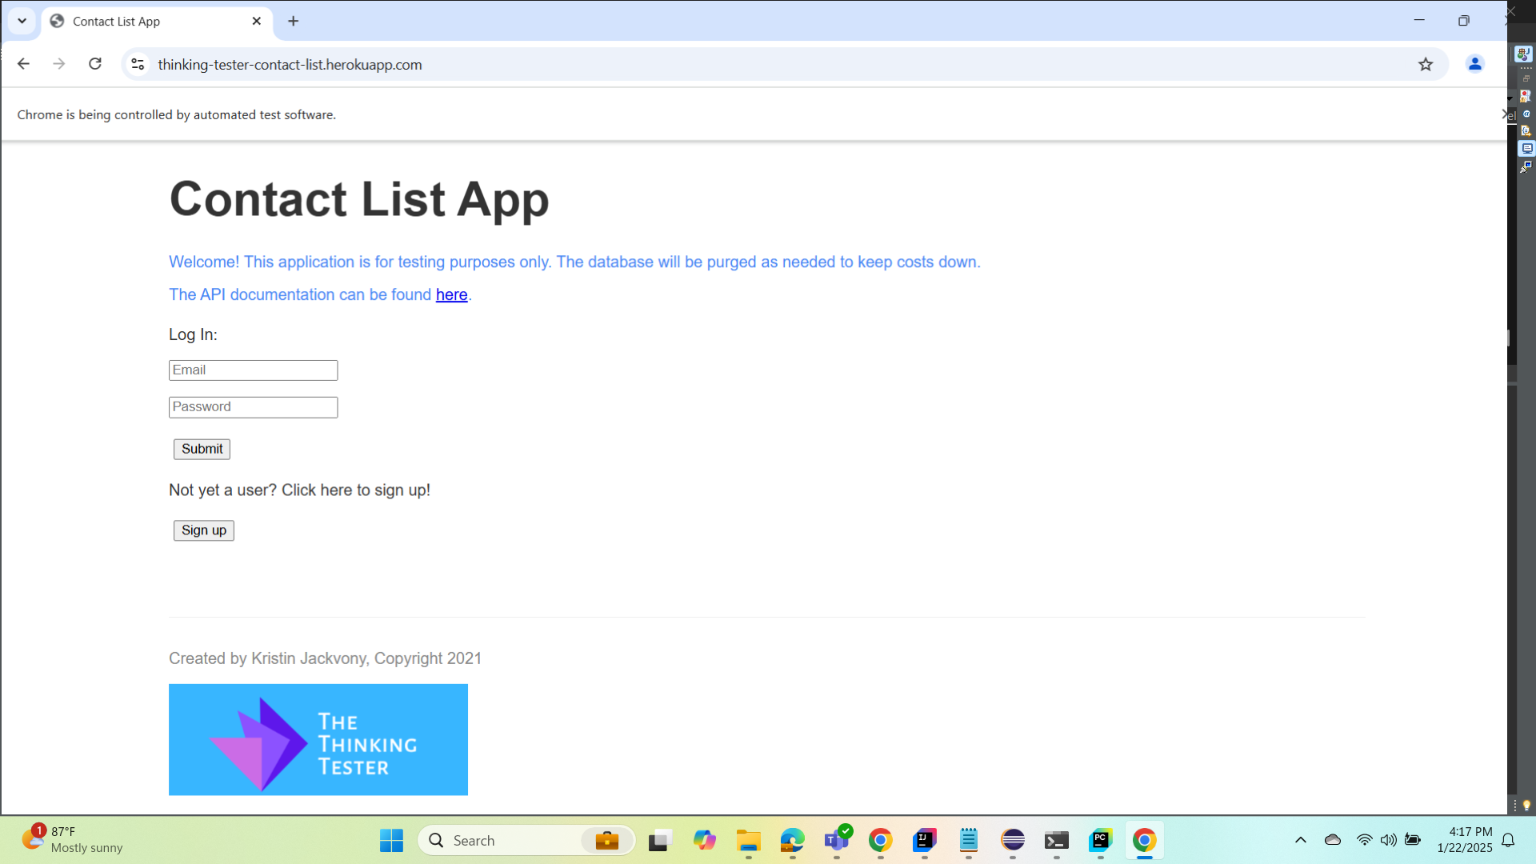 Contact List App
thinking-tester-contact-list.herokuapp.com
Chrome is being controlled by automated test software.
Contact List App
Welcome! This application is for testing purposes only. The database will be purged as needed to keep costs down.
The API documentation can be found here.
Log In:
Email
Password
Submit
Not yet a user? Click here to sign up!
Sign up
Created by Kristin Jackvony, Copyright 2021
THE
THINKING
TESTER
1
87°F
Mostly sunny
Search
4:17 PM
1/22/2025